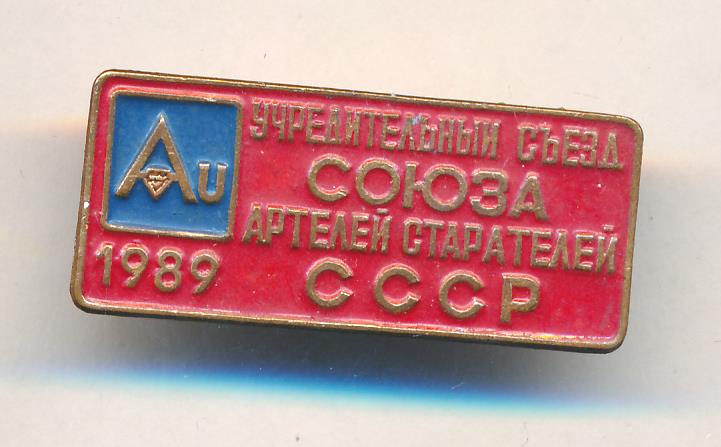 Au
1989
УЧРЕДИТЕЛЬНЫЙ СЪЕЗД
СОЮЗА
АРТЕЛЕЙ СТАРАТЕЛЕЙ
СССР